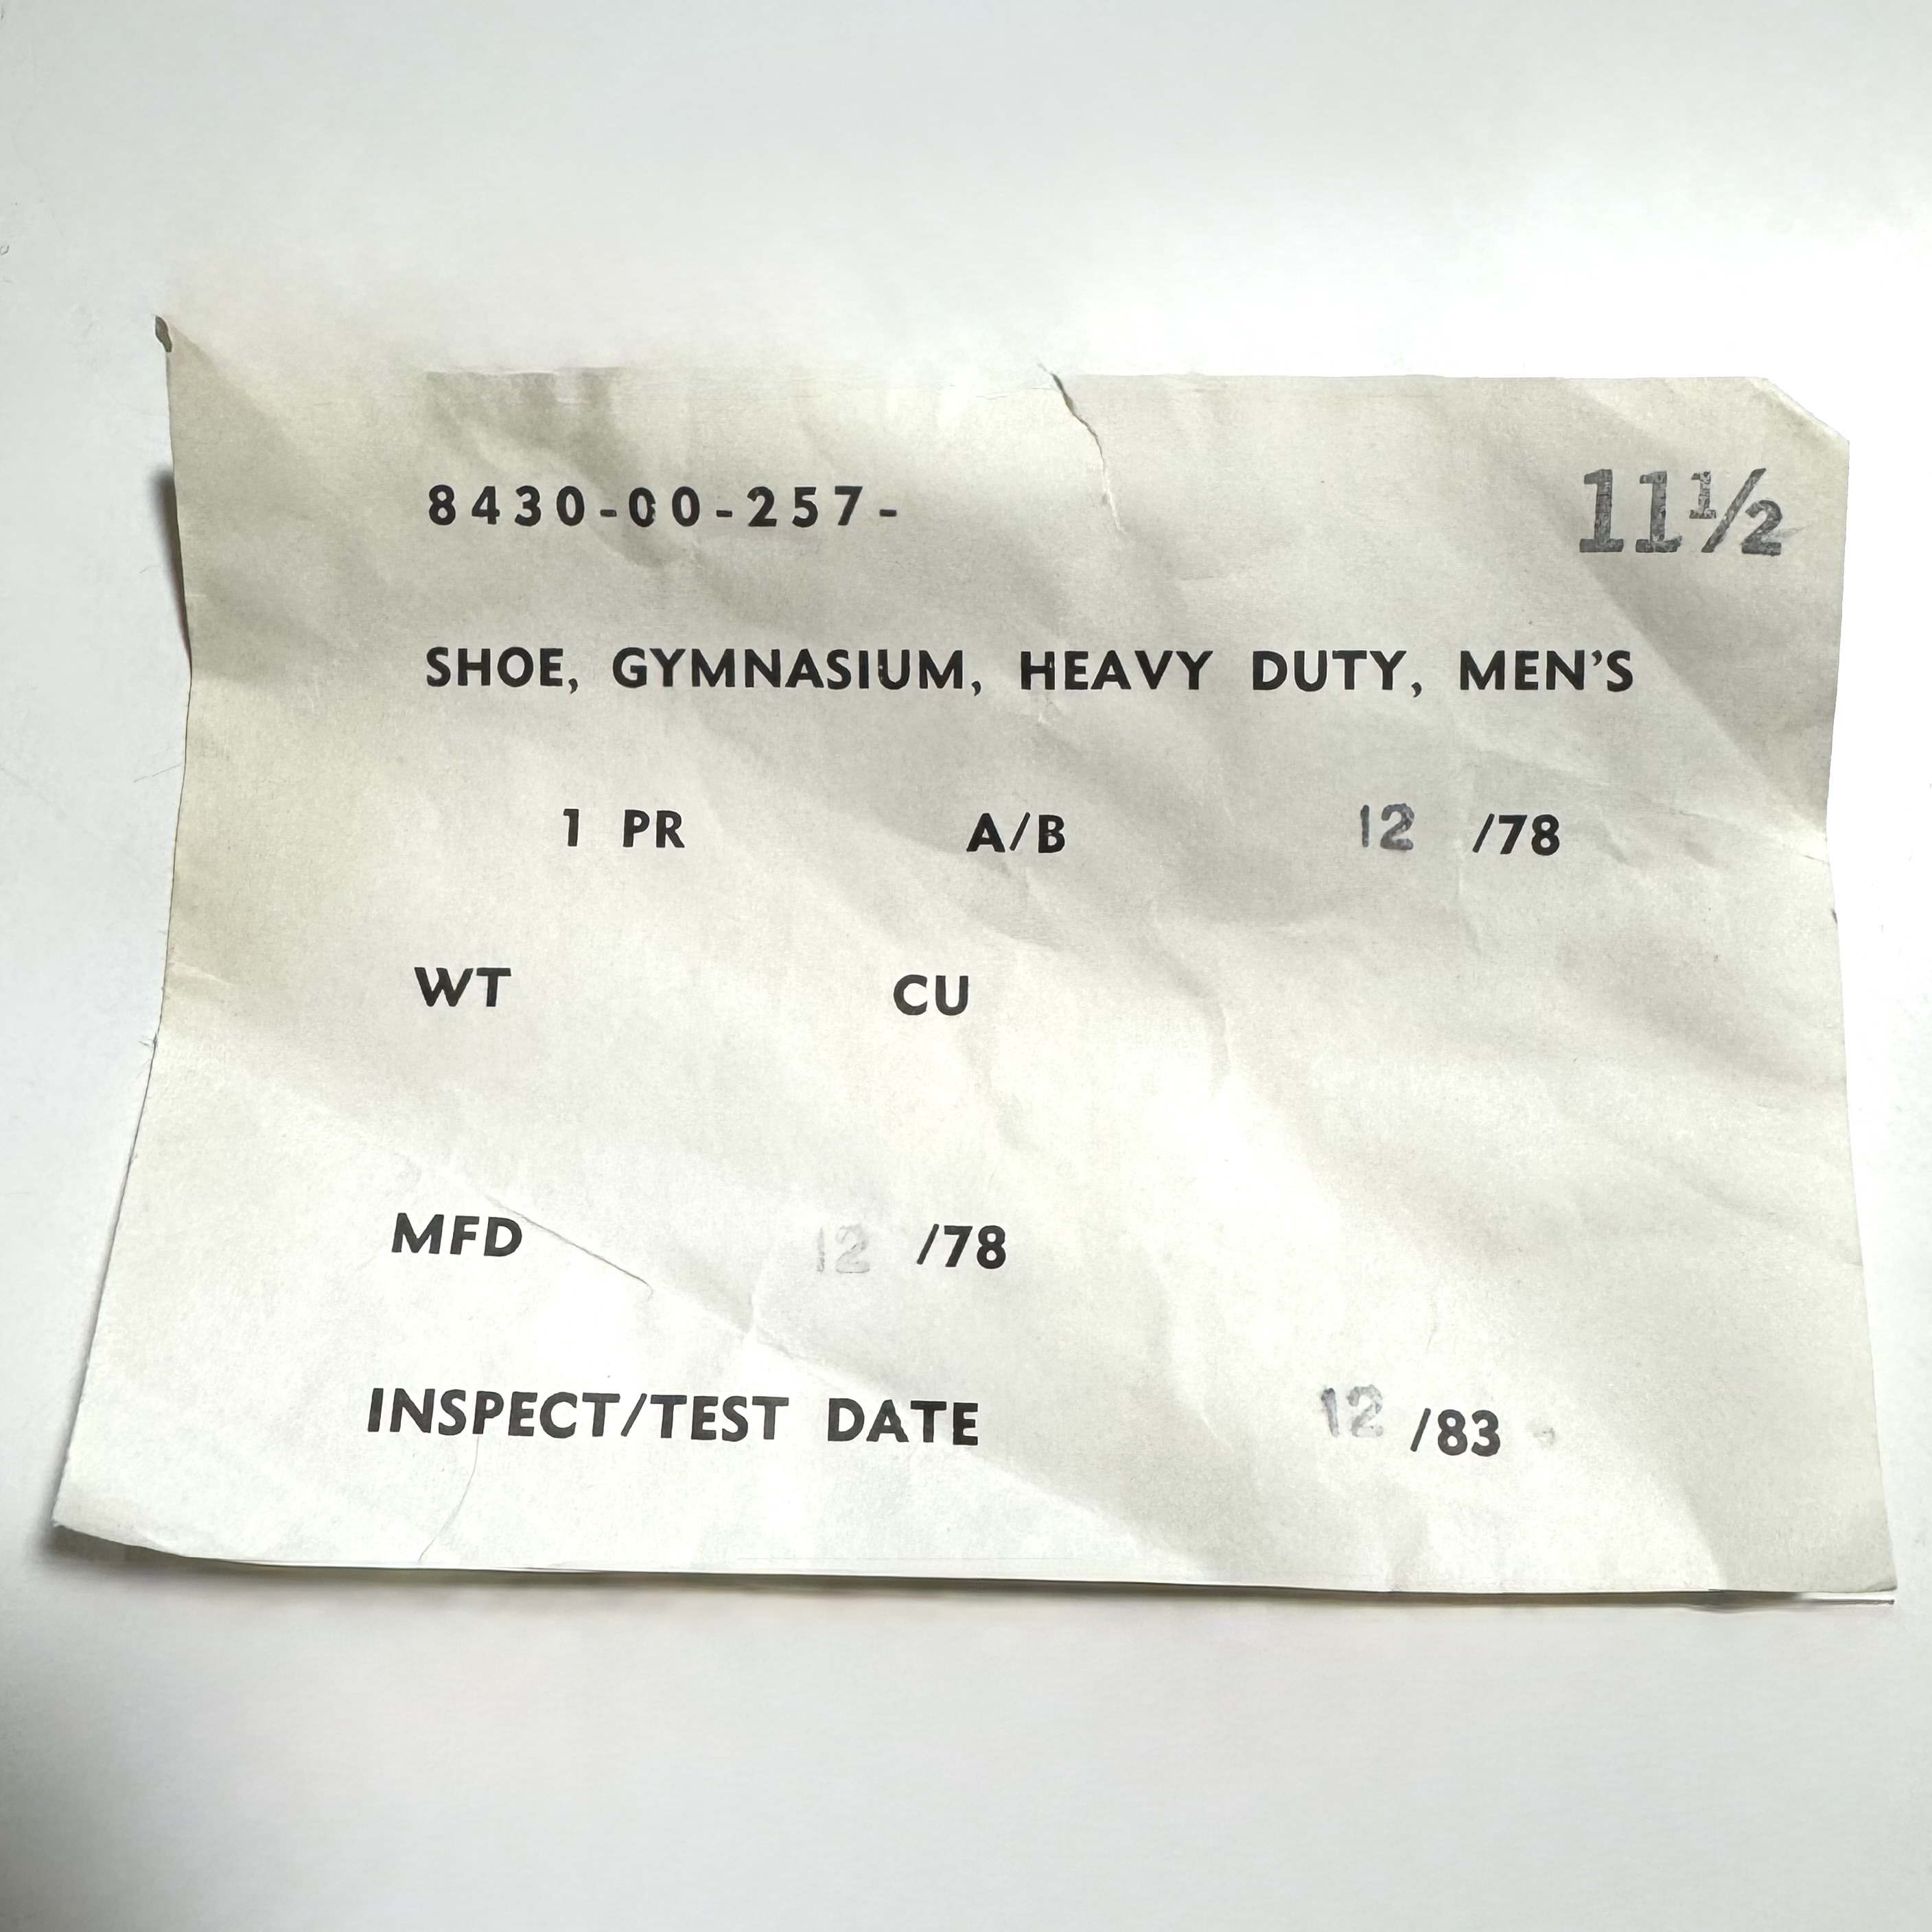 8430-00-257- 11½
SHOE, GYMNASIUM, HEAVY DUTY, MEN'S
1 PR A/B 12 /78
WT CU
MFD 12 /78
INSPECT/TEST DATE 12 /83